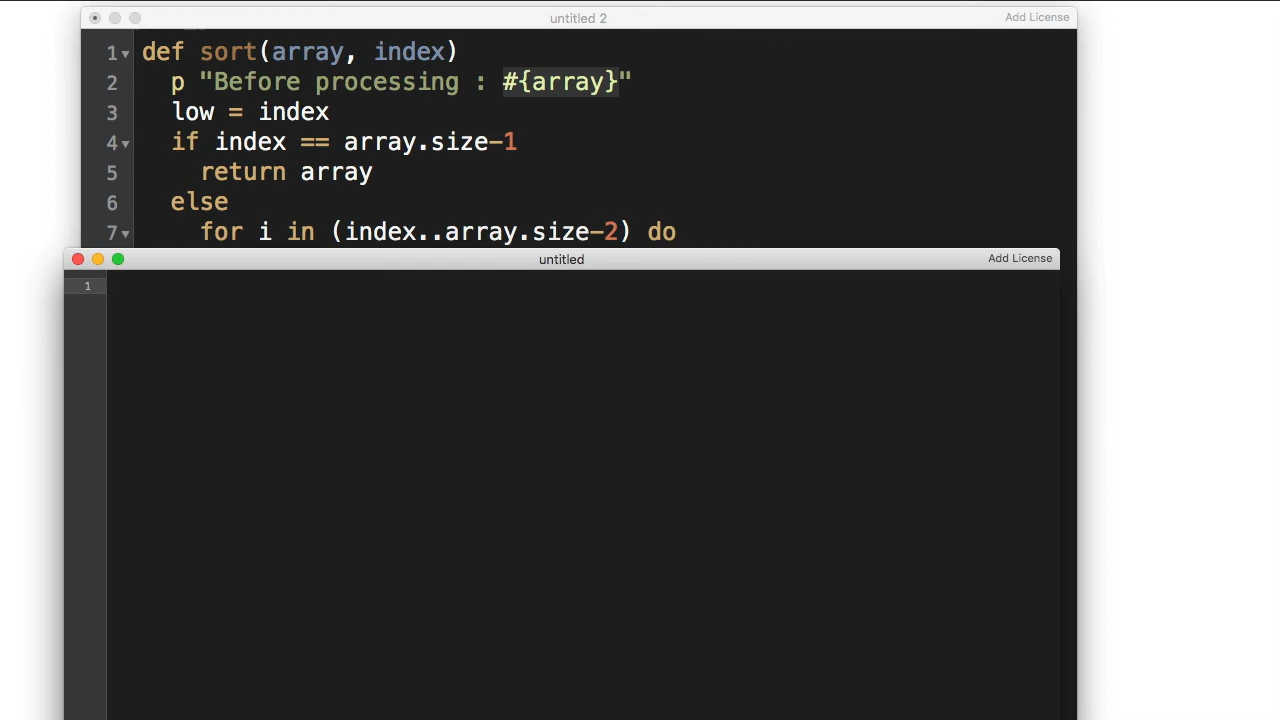 untitled 2
Add License
1 def sort(array, index)
2 p "Before processing : #{array}"
3 low = index
4 if index == array.size-1
5 return array
6 else
7 for i in (index..array.size-2) do
untitled
Add License
1